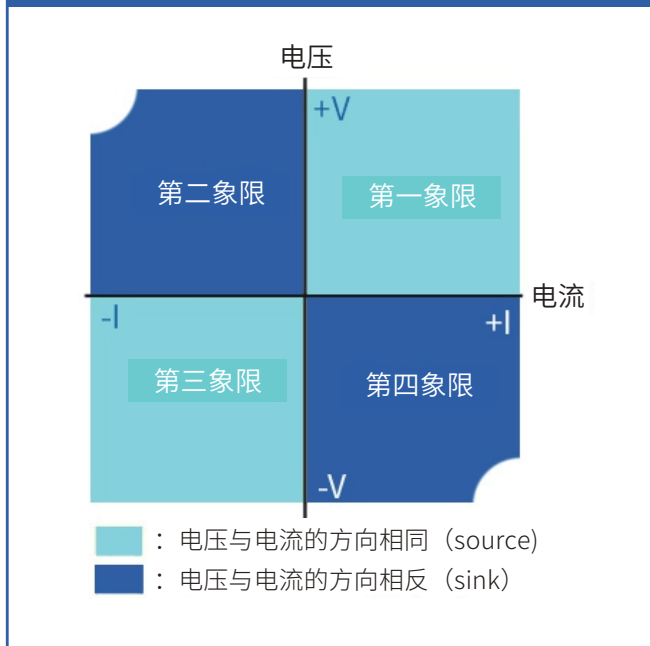 电压
+V
第二象限
第一象限
电流
-I
+I
第三象限
第四象限
-V
：电压与电流的方向相同（source)
：电压与电流的方向相反（sink）